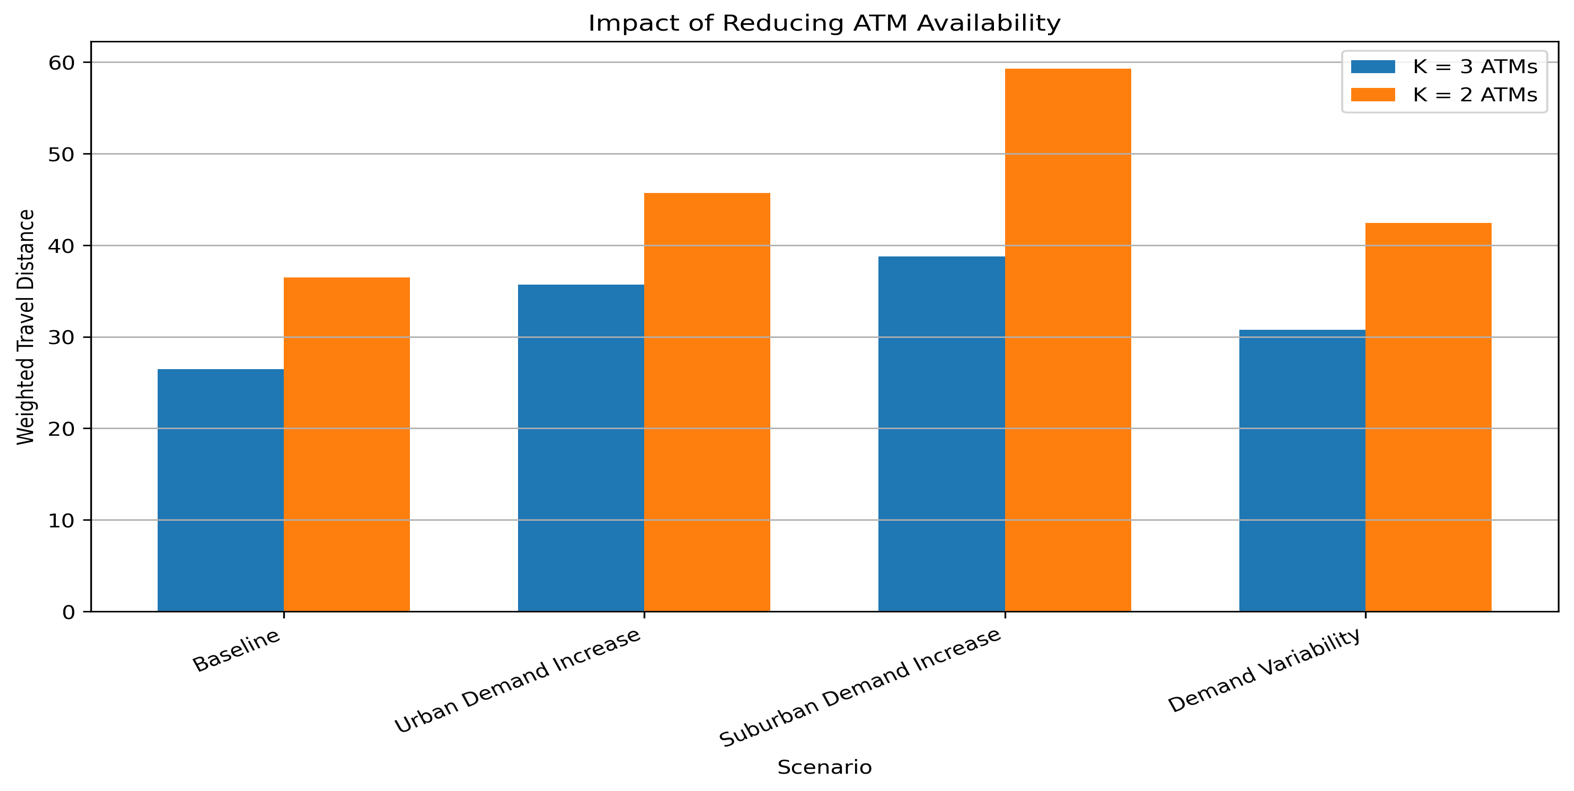 Impact of Reducing ATM Availability
K = 3 ATMs
K = 2 ATMs
Weighted Travel Distance
60
50
40
30
20
10
0
Baseline
Urban Demand Increase
Suburban Demand Increase
Demand Variability
Scenario